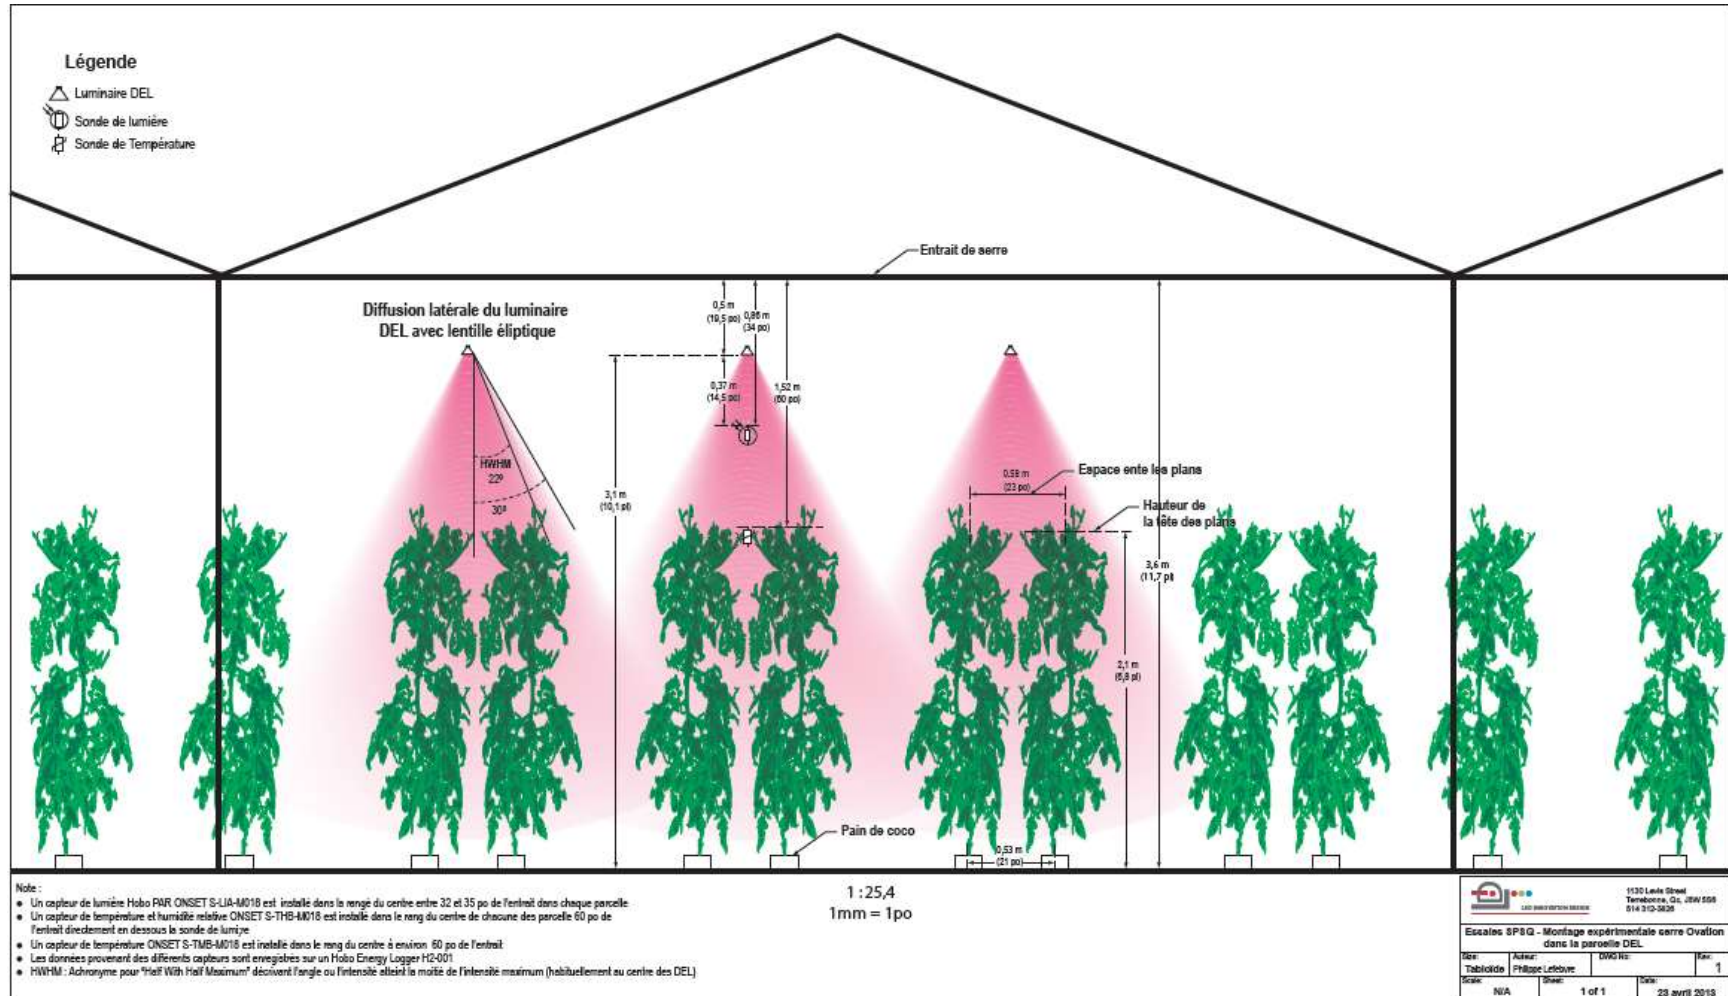 Légende
Luminaire DEL
Sonde de lumière
Sonde de Température
Entrait de serre
Diffusion latérale du luminaire
DEL avec lentille éliptique
0,5 m
(19,5 po)
0,86 m
(34 po)
0,37 m
(14,5 po)
1,52 m
(60 po)
HWHM
22º
30º
3,1 m
(10,1 pi)
0,58 m
(23 po)
Espace ente les plans
Hauteur de
la tête des plans
3,6 m
(11,7 pi
2,1 m
(6,8 pi)
Pain de coco
0,53 m
(21 po)
1 :25,4
1mm = 1po
Note :
Un capteur de lumière Hobo PAR ONSET S-LIA-M018 est installé dans la rangé du centre entre 32 et 35 po de l'entrait dans chaque parcelle
Un capteur de température et humidité relative ONSET S-THB-M018 est installé dans le rang du centre de chacune des parcelle 60 po de
l'entrait directement en dessous la sonde de lumi;re
Un capteur de température ONSET S-TMB-M018 est installé dans le rang du centre à environ 60 po de l'entrait
Les données provenant des différents capteurs sont enregistrés sur un Hobo Energy Logger H2-001
HWHM : Achronyme pour "Half With Half Maximum" décrivant l'angle ou l'intensité atteint la moitié de l'intensité maximum (habituellement au centre des DEL)
LED INNOVATION DESIGN
1130 Levis Street
Terrebonne, Qc, J6W 5S6
514 312-3826
Essaies SPSQ - Montage expérimentale serre Ovation
dans la parcelle DEL
Size: Auteur: DWG No: Rev:
Tabloïde Philippe Lefebvre 1
Scale: Sheet: Date:
N/A 1 of 1 23 avril 2013